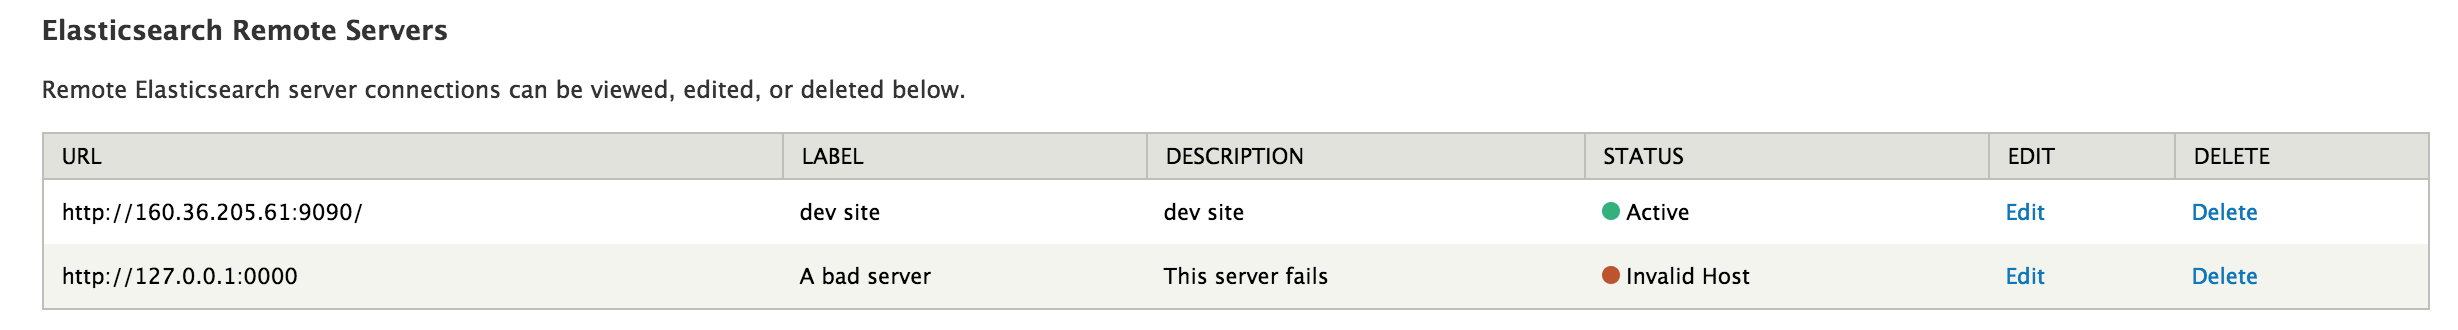 Elasticsearch Remote Servers
Remote Elasticsearch server connections can be viewed, edited, or deleted below.
URL LABEL DESCRIPTION STATUS EDIT DELETE
http://160.36.205.61:9090/ dev site dev site Active Edit Delete
http://127.0.0.1:0000 A bad server This server fails Invalid Host Edit Delete